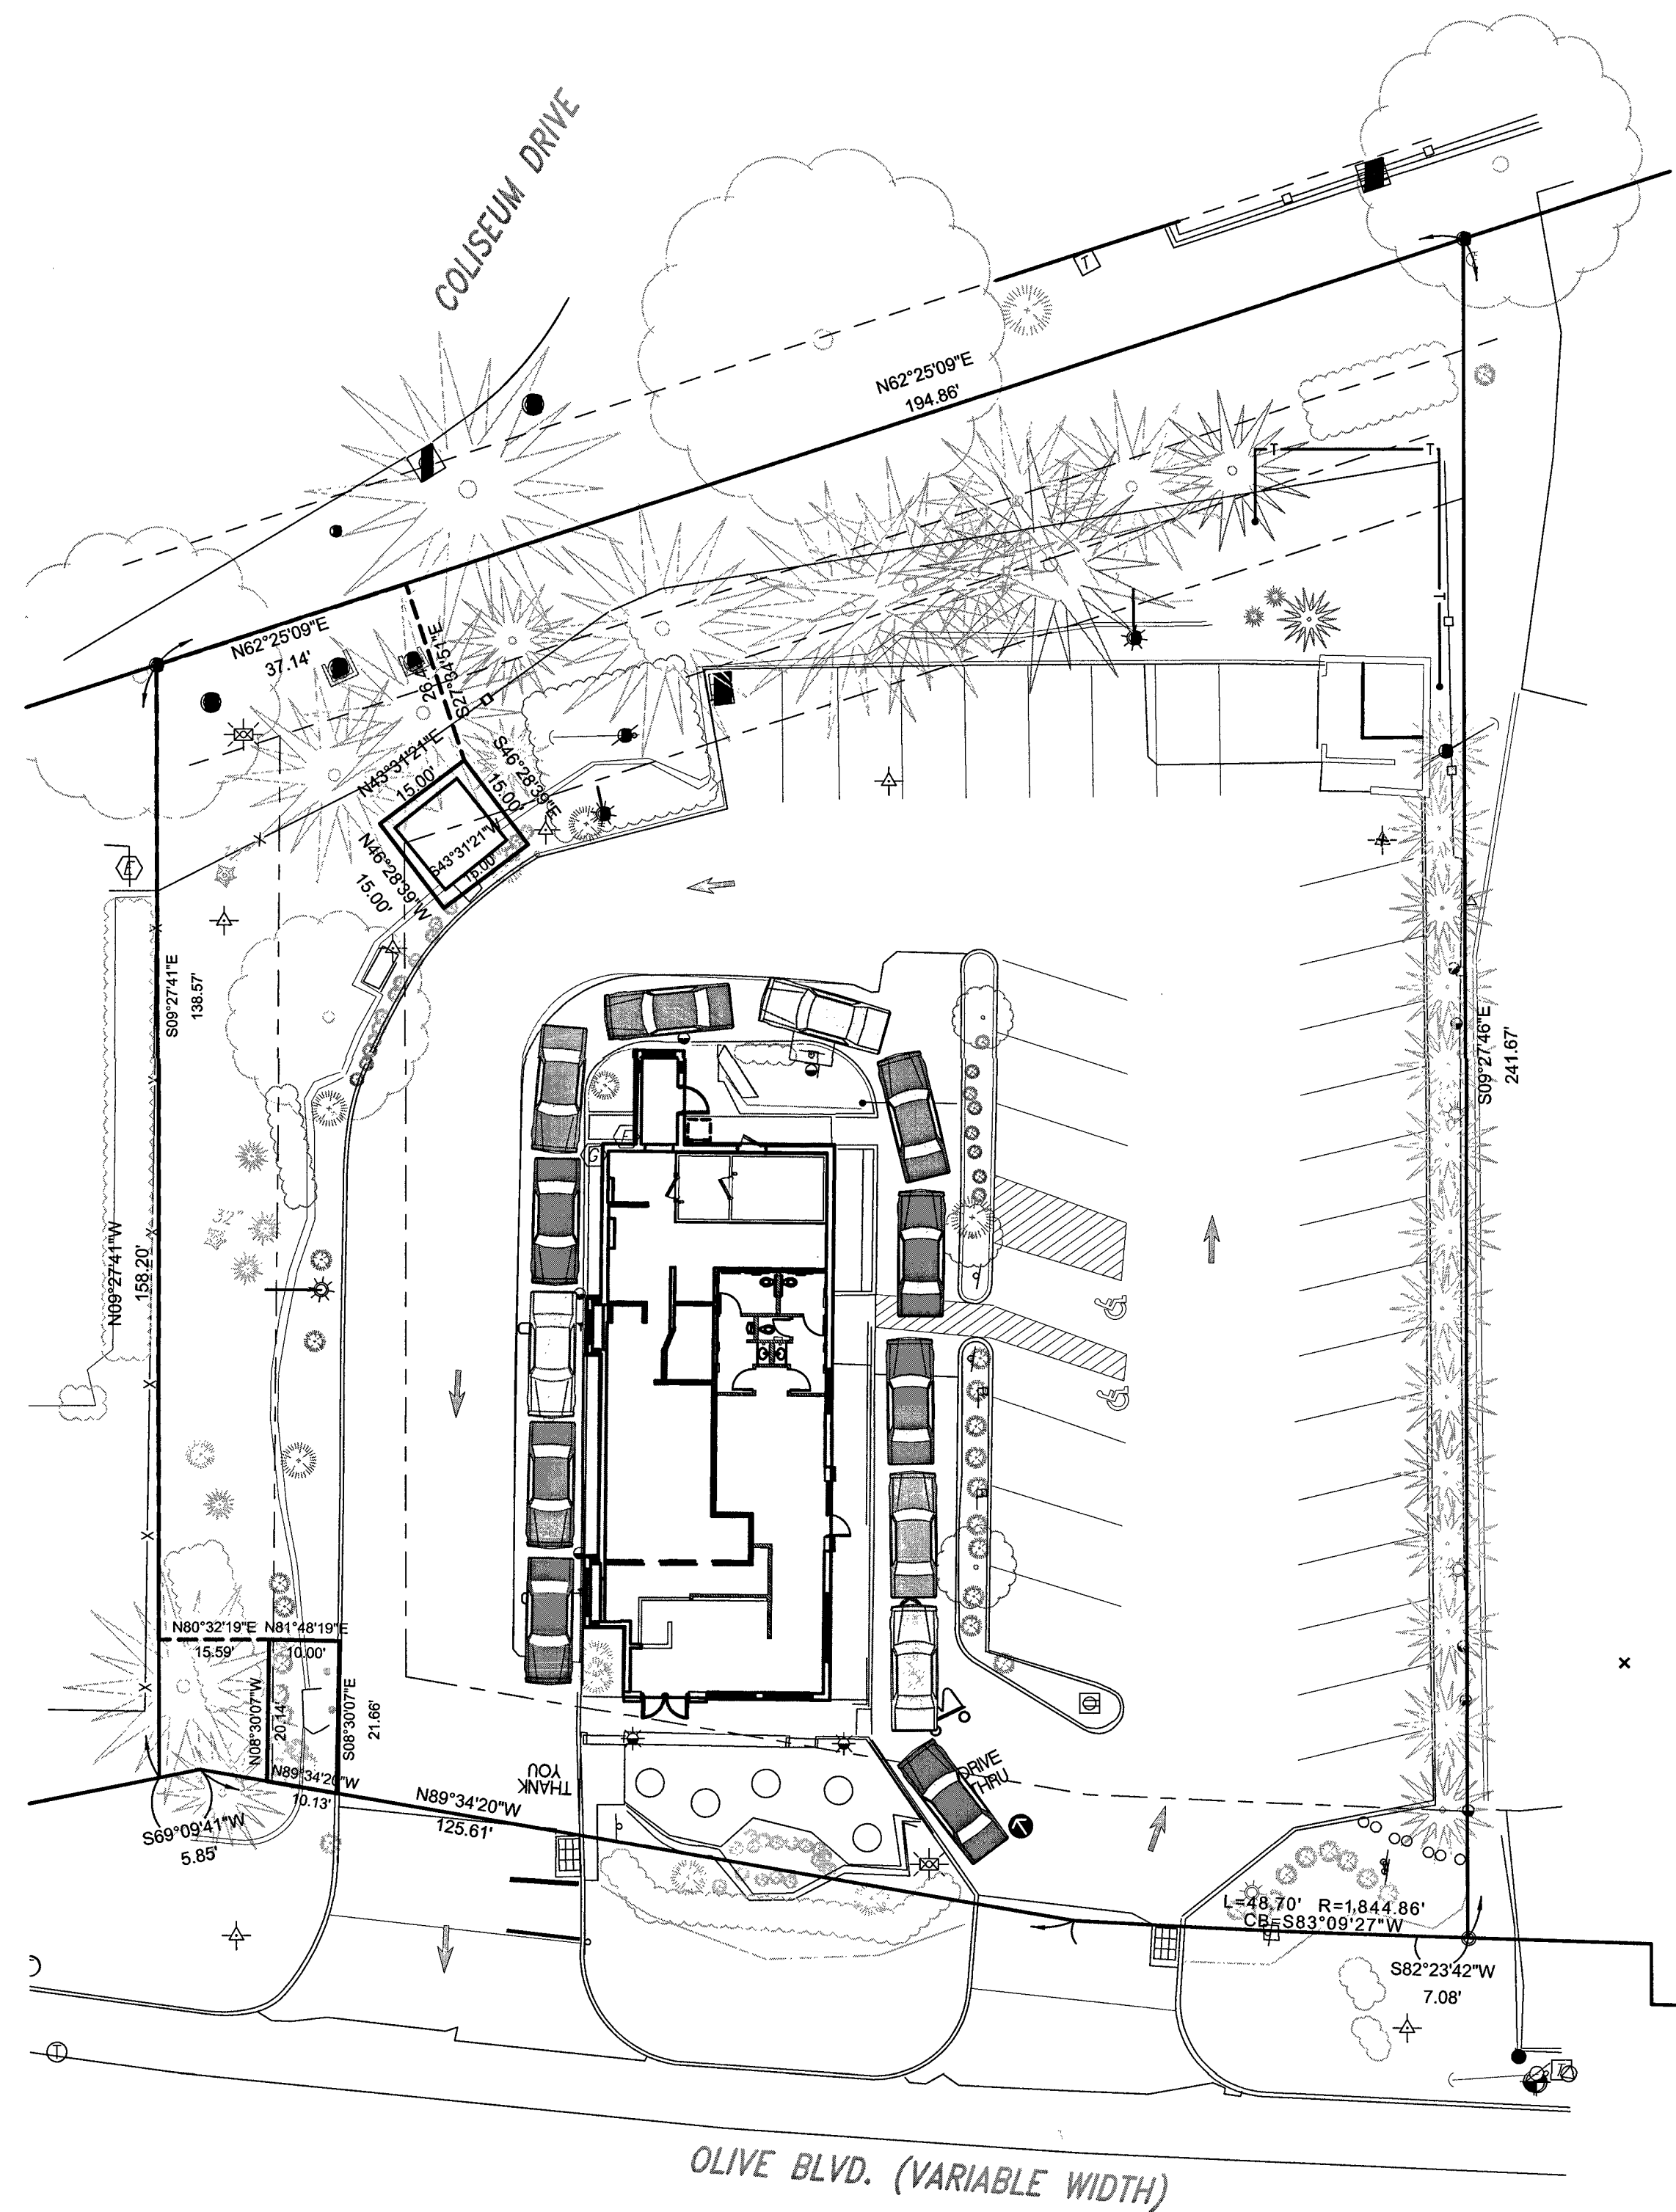 COLISEUM DRIVE
T
N62°25'09"E
194.86'
T
T
T
N62°25'09"E
37.14'
S27°34'51"E
N43°31'21"E
15.00'
S46°28'39"E
15.00'
S43°31'21"W
15.00'
N46°28'39"W
15.00'
E
S09°27'41"E
138.57'
S09°27'46"E
241.67'
E
G
32"
N09°27'41"W
158.20'
N80°32'19"E
15.59'
N81°48'19"E
10.00'
N08°30'07"W
20.14'
S08°30'07"E
21.66'
N89°34'20"W
10.13'
S69°09'41"W
5.85'
N89°34'20"W
125.61'
THANK
YOU
DRIVE
THRU
L=48.70' R=1,844.86'
CB=S83°09'27"W
S82°23'42"W
7.08'
T
T
OLIVE BLVD. (VARIABLE WIDTH)